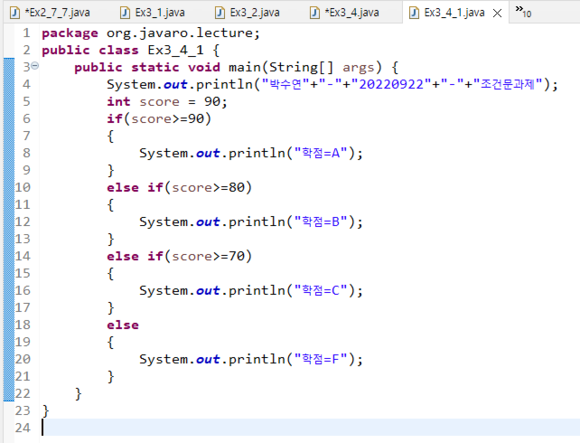 *Ex2_7_7.java Ex3_1.java Ex3_2.java *Ex3_4.java Ex3_4_1.java »10
1 package org.javaro.lecture;
2 public class Ex3_4_1 {
3 public static void main(String[] args) {
4 System.out.println("박수연"+"-"+"20220922"+"-"+"조건문과제");
5 int score = 90;
6 if(score>=90)
7 {
8 System.out.println("학점=A");
9 }
10 else if(score>=80)
11 {
12 System.out.println("학점=B");
13 }
14 else if(score>=70)
15 {
16 System.out.println("학점=C");
17 }
18 else
19 {
20 System.out.println("학점=F");
21 }
22 }
23 }
24